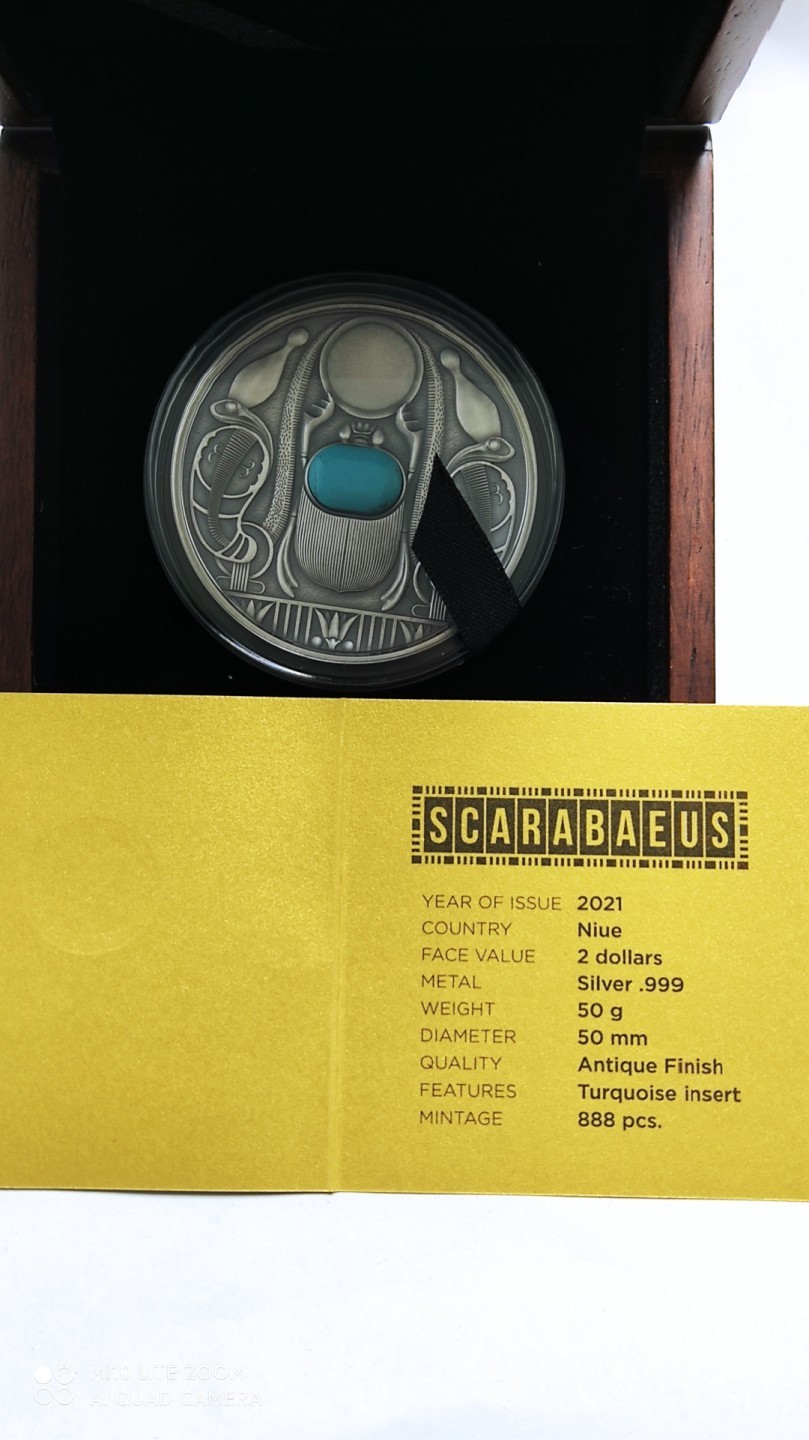 SCARABAEUS
YEAR OF ISSUE 2021
COUNTRY Niue
FACE VALUE 2 dollars
METAL Silver .999
WEIGHT 50 g
DIAMETER 50 mm
QUALITY Antique Finish
FEATURES Turquoise insert
MINTAGE 888 pcs.
MI 10 LITE ZOOM
AI QUAD CAMERA